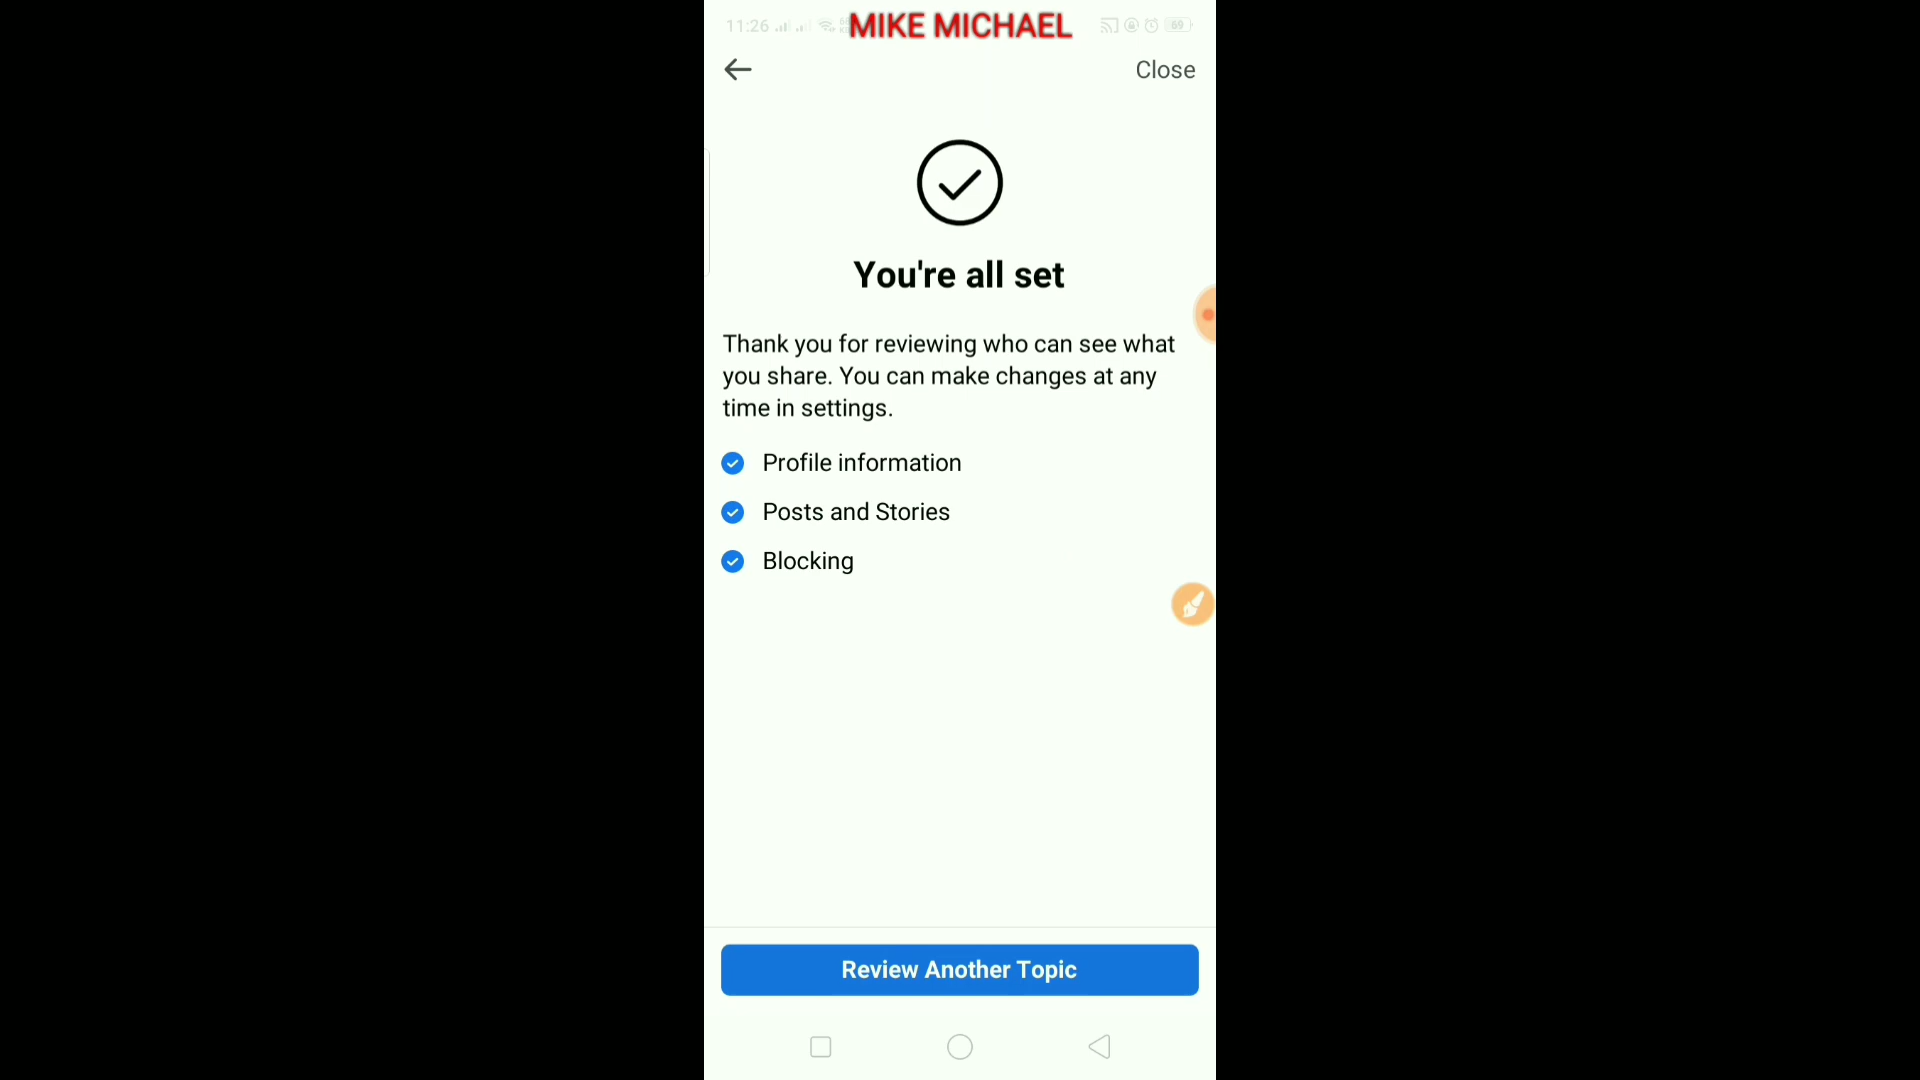 11:26
MIKE MICHAEL
69
Close
You're all set
Thank you for reviewing who can see what
you share. You can make changes at any
time in settings.
Profile information
Posts and Stories
Blocking
Review Another Topic